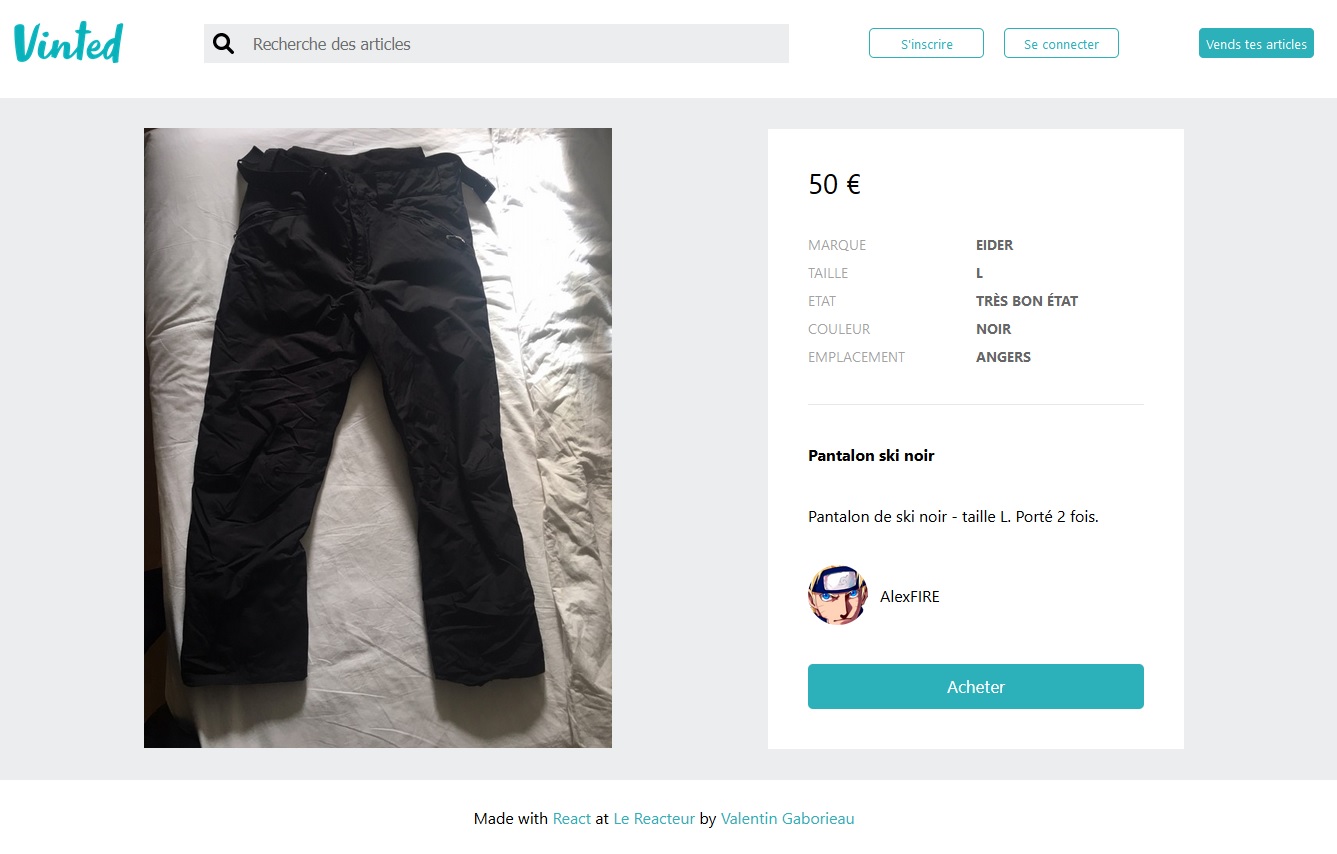 Vinted
Recherche des articles
S'inscrire
Se connecter
Vends tes articles
50 €
MARQUE EIDER
TAILLE L
ETAT TRÈS BON ÉTAT
COULEUR NOIR
EMPLACEMENT ANGERS
Pantalon ski noir
Pantalon de ski noir - taille L. Porté 2 fois.
AlexFIRE
Acheter
Made with React at Le Reacteur by Valentin Gaborieau